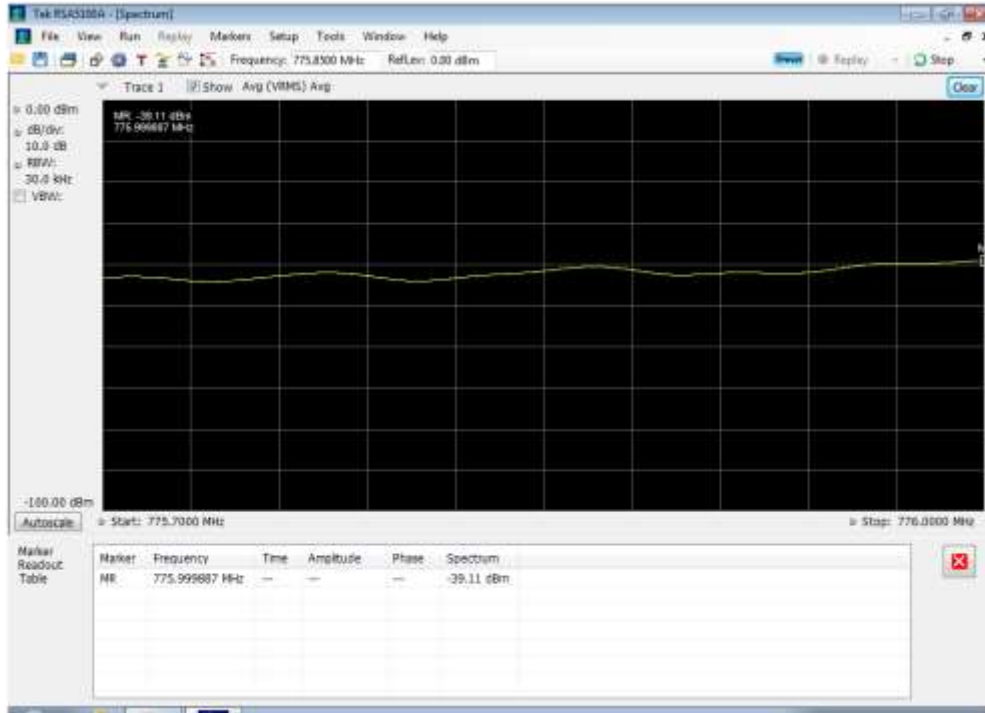 Tek RSA5100A - [Spectrum]
File View Run Replay Markers Setup Tools Window Help
T Frequency: 775.8500 MHz RefLev: 0.00 dBm Preset Replay Stop
Trace 1 Show Avg (VRMS) Avg Clear
0.00 dBm
dB/div:
10.0 dB
RBW:
30.0 kHz
VBW:
MR, -39.11 dBm
775.999887 MHz
-100.00 dBm
Autoscale Start: 775.7000 MHz Stop: 776.0000 MHz
Marker
Readout
Table
Marker Frequency Time Amplitude Phase Spectrum
MR 775.999887 MHz --- --- --- -39.11 dBm